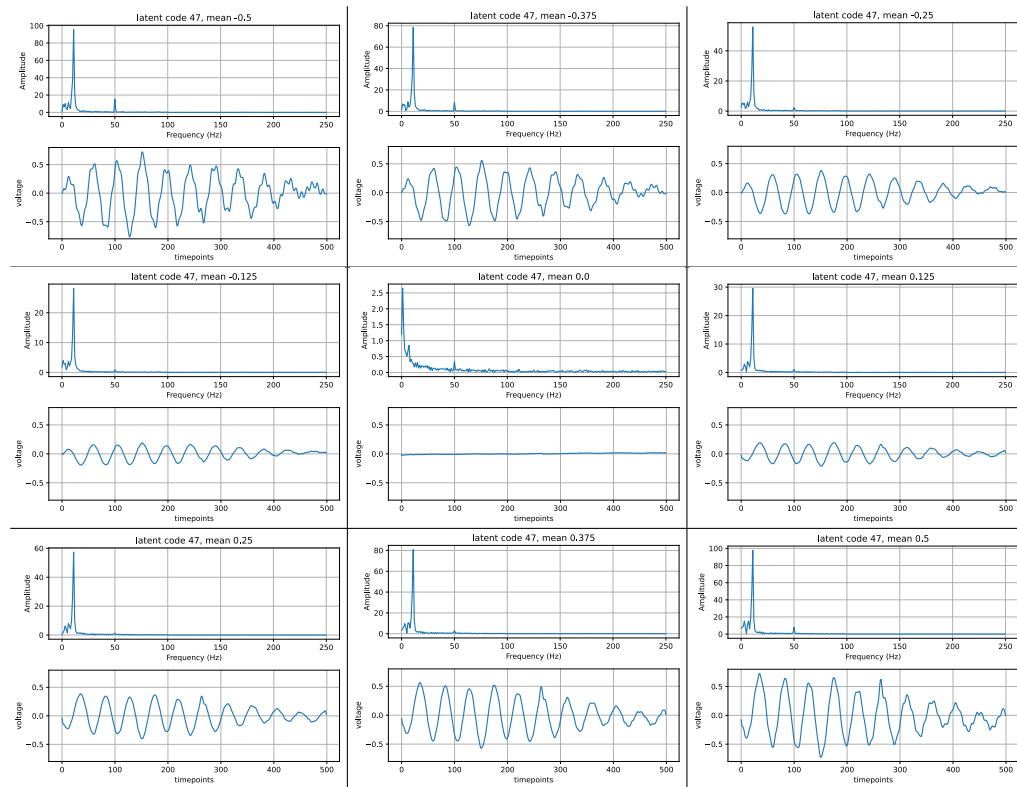 latent code 47, mean -0.5
Amplitude
100
80
60
40
20
0
0 50 100 150 200 250
Frequency (Hz)
voltage
0.5
0.0
−0.5
0 100 200 300 400 500
timepoints
latent code 47, mean -0.375
Amplitude
80
60
40
20
0
0 50 100 150 200 250
Frequency (Hz)
voltage
0.5
0.0
−0.5
0 100 200 300 400 500
timepoints
latent code 47, mean -0.25
Amplitude
40
20
0
0 50 100 150 200 250
Frequency (Hz)
voltage
0.5
0.0
−0.5
0 100 200 300 400 500
timepoints
latent code 47, mean -0.125
Amplitude
20
10
0
0 50 100 150 200 250
Frequency (Hz)
voltage
0.5
0.0
−0.5
0 100 200 300 400 500
timepoints
latent code 47, mean 0.0
Amplitude
2.5
2.0
1.5
1.0
0.5
0.0
0 50 100 150 200 250
Frequency (Hz)
voltage
0.5
0.0
−0.5
0 100 200 300 400 500
timepoints
latent code 47, mean 0.125
Amplitude
30
20
10
0
0 50 100 150 200 250
Frequency (Hz)
voltage
0.5
0.0
−0.5
0 100 200 300 400 500
timepoints
latent code 47, mean 0.25
Amplitude
60
40
20
0
0 50 100 150 200 250
Frequency (Hz)
voltage
0.5
0.0
−0.5
0 100 200 300 400 500
timepoints
latent code 47, mean 0.375
Amplitude
80
60
40
20
0
0 50 100 150 200 250
Frequency (Hz)
voltage
0.5
0.0
−0.5
0 100 200 300 400 500
timepoints
latent code 47, mean 0.5
Amplitude
100
80
60
40
20
0
0 50 100 150 200 250
Frequency (Hz)
voltage
0.5
0.0
−0.5
0 100 200 300 400 500
timepoints